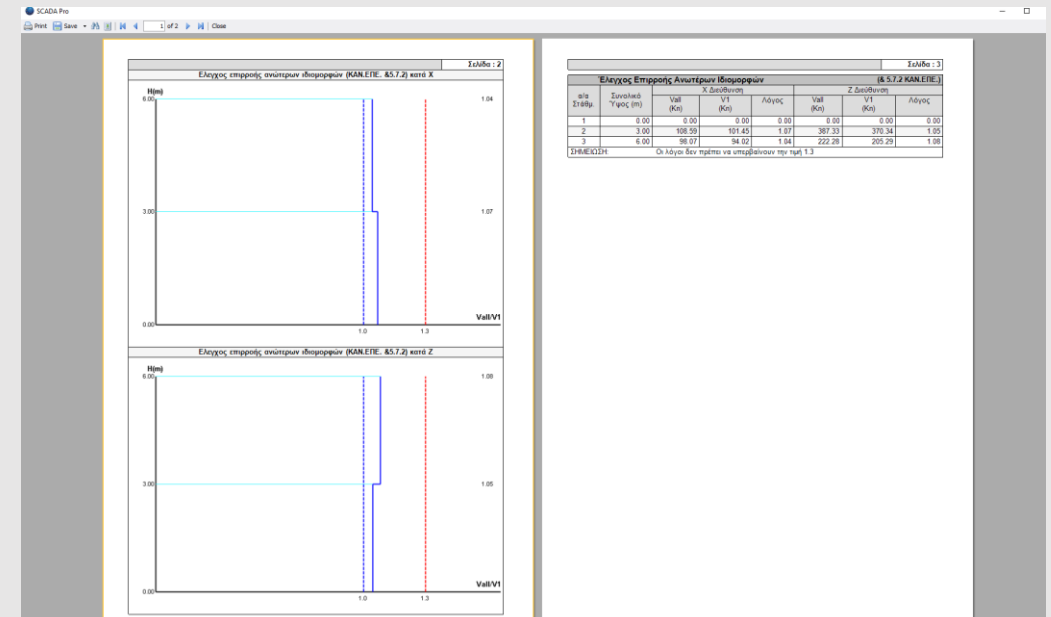 SCADA Pro
Print Save 1 of 2 Close
Σελίδα : 2
Ελεγχος επιρροής ανώτερων ιδιομορφών (ΚΑΝ.ΕΠΕ. &5.7.2) κατά Χ
H(m)
6.00 1.04
3.00 1.07
Vall/V1
0.00
1.0 1.3
Ελεγχος επιρροής ανώτερων ιδιομορφών (ΚΑΝ.ΕΠΕ. &5.7.2) κατά Ζ
H(m)
6.00 1.08
3.00 1.05
Vall/V1
0.00
1.0 1.3
Σελίδα : 3
Έλεγχος Επιρροής Ανωτέρων Ιδιομορφών (& 5.7.2 ΚΑΝ.ΕΠΕ.)
α/α Στάθμ. Συνολικό Ύψος (m) Χ Διεύθυνση Ζ Διεύθυνση
Vall (Kn) V1 (Kn) Λόγος Vall (Kn) V1 (Kn) Λόγος
1 0.00 0.00 0.00 0.00 0.00 0.00 0.00
2 3.00 108.59 101.45 1.07 387.33 370.34 1.05
3 6.00 98.07 94.02 1.04 222.28 205.29 1.08
ΣΗΜΕΙΩΣΗ: Οι λόγοι δεν πρέπει να υπερβαίνουν την τιμή 1.3